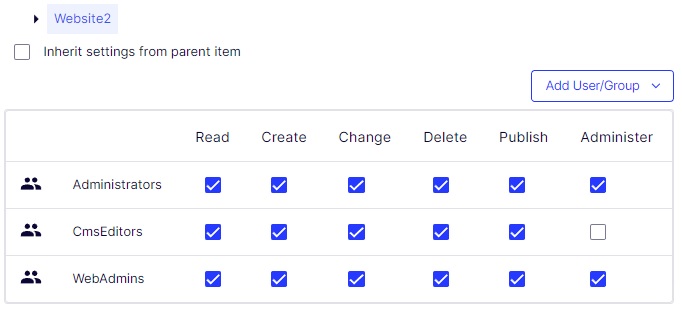 Website2
Inherit settings from parent item
Add User/Group
Read Create Change Delete Publish Administer
Administrators
CmsEditors
WebAdmins